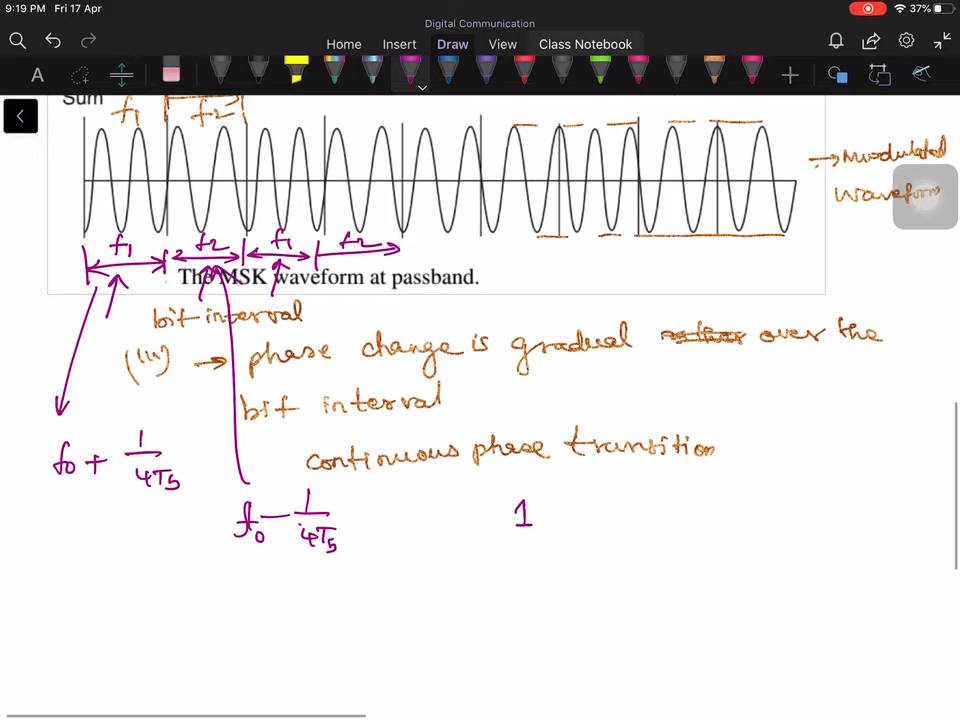 9:19 PM Fri 17 Apr
37%
Digital Communication
Home Insert Draw View Class Notebook
A
Sum
f1 f2
→ Modulated
waveform
f1 f2 f1 f2
The MSK waveform at passband.
bit interval
(iii) → phase change is gradual over the
bit interval
continuous phase transition
f0 + 1/4Ts
f0 - 1/4Ts
1